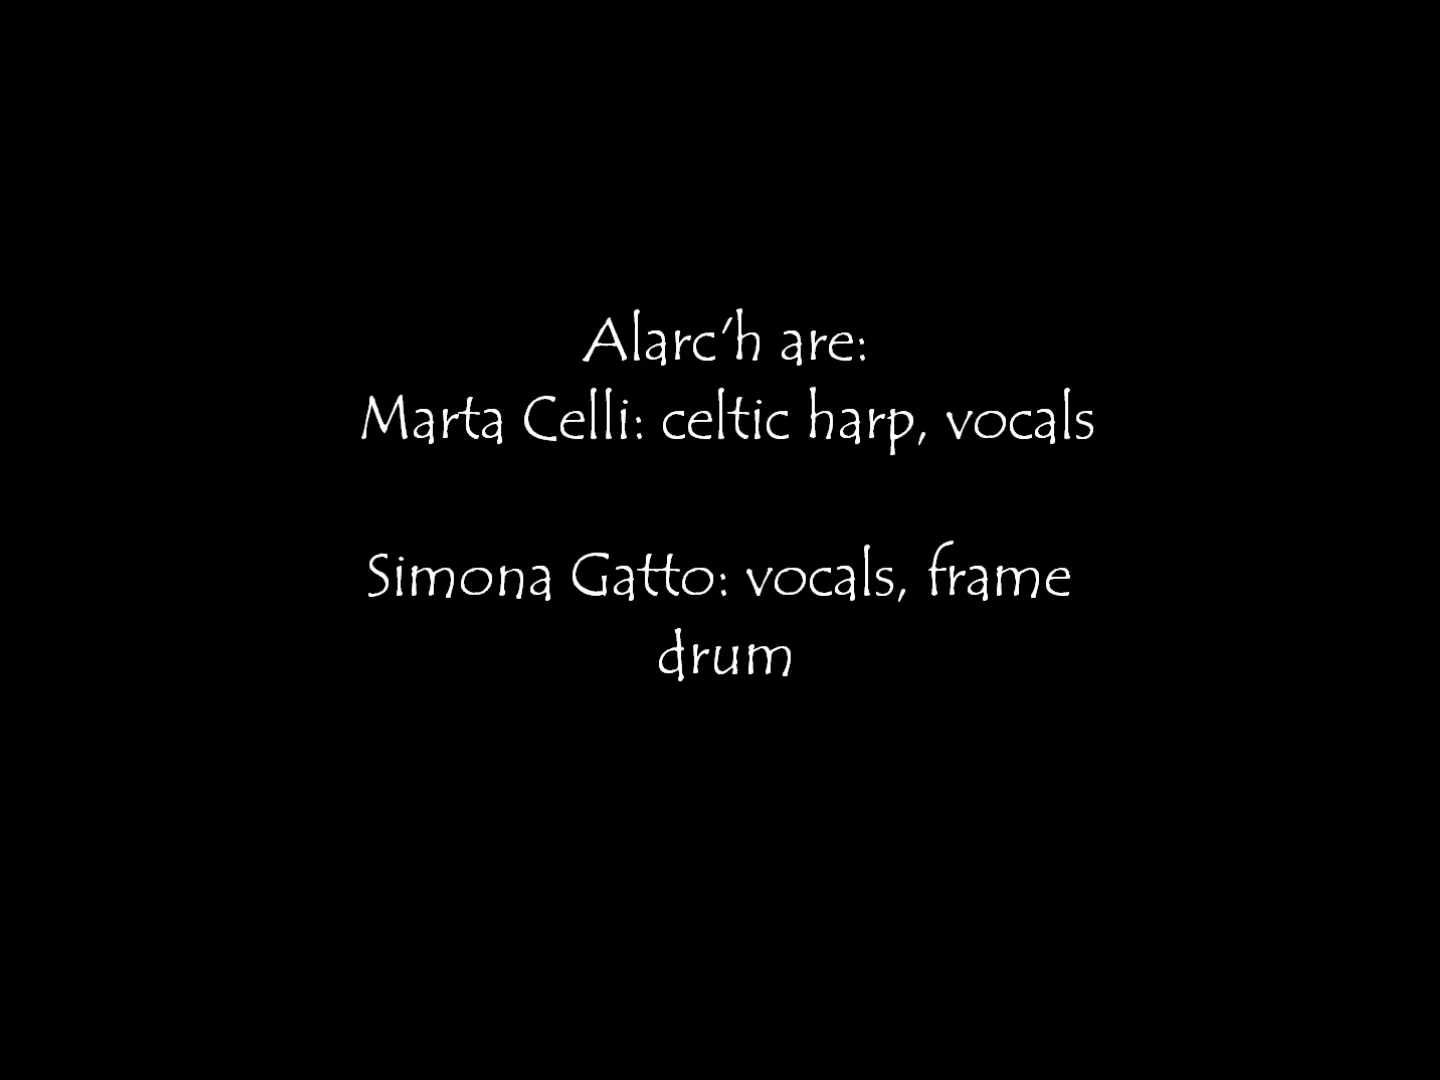 Alarc'h are:
Marta Celli: celtic harp, vocals
Simona Gatto: vocals, frame
drum